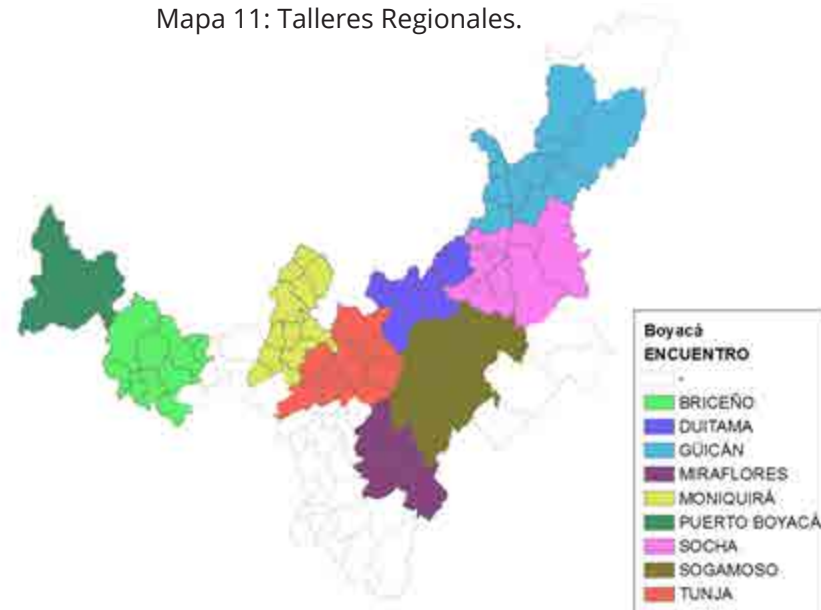 Mapa 11: Talleres Regionales.
Boyacá
ENCUENTRO
-
BRICEÑO
DUITAMA
GÜICÁN
MIRAFLORES
MONIQUIRÁ
PUERTO BOYACÁ
SOCHA
SOGAMOSO
TUNJA